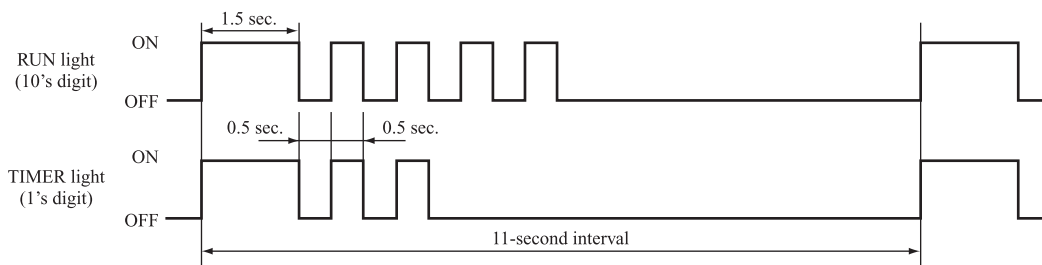 1.5 sec.
ON
RUN light
(10's digit)
OFF
0.5 sec.
0.5 sec.
ON
TIMER light
(1's digit)
OFF
11-second interval